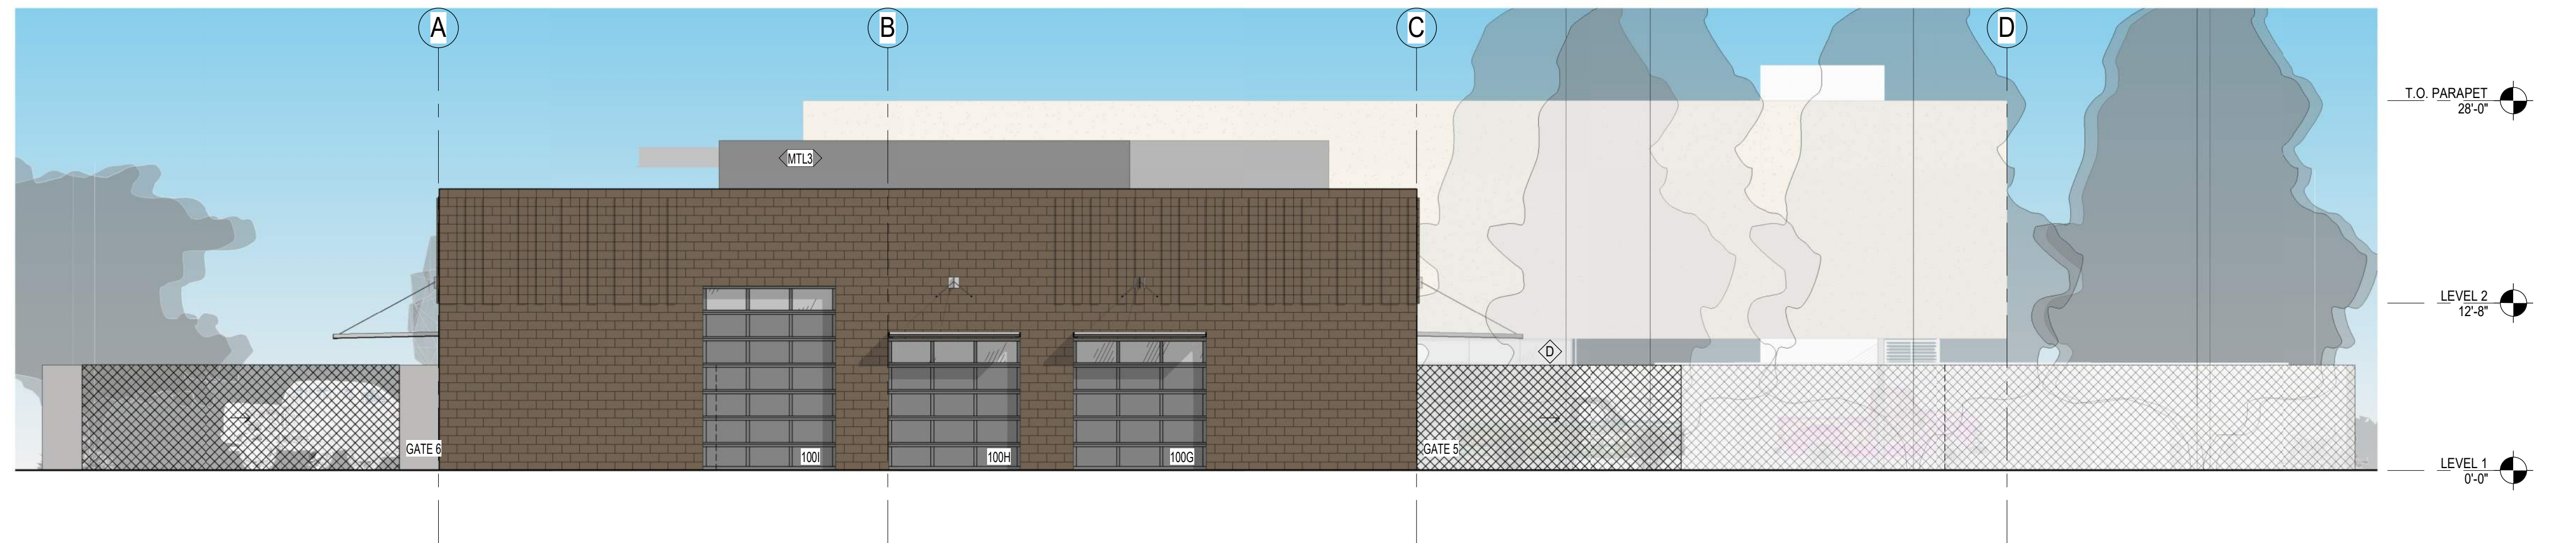 A
B
C
D
T.O. PARAPET
28'-0"
MTL3
LEVEL 2
12'-8"
D
GATE 6
100I
100H
100G
GATE 5
LEVEL 1
0'-0"